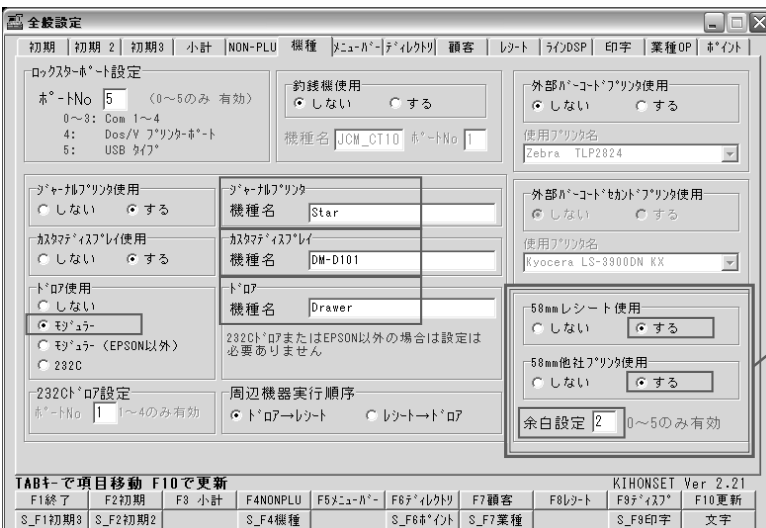 全般設定
初期 初期 2 初期3 小計 NON-PLU 機種 ﾒﾆｭｰﾊﾞｰ ﾃﾞｨﾚｸﾄﾘ 顧客 ﾚｼｰﾄ ﾗｲﾝDSP 印字 業種OP ﾎﾟｲﾝﾄ
ﾛｯｸｽﾀｰﾎﾟｰﾄ設定
ﾎﾟｰﾄNo 5 (0～5のみ 有効)
0～3: Com 1～4
4: Dos/V ﾌﾟﾘﾝﾀｰﾎﾟｰﾄ
5: USB ﾀｲﾌﾟ
釣銭機使用
しない する
機種名 JCM_CT10 ﾎﾟｰﾄNo 1
外部ﾊﾞｰｺｰﾄﾞﾌﾟﾘﾝﾀ使用
しない する
使用ﾌﾟﾘﾝﾀ名
Zebra TLP2824
ｼﾞｬｰﾅﾙﾌﾟﾘﾝﾀ使用
しない する
ｼﾞｬｰﾅﾙﾌﾟﾘﾝﾀ
機種名 Star
外部ﾊﾞｰｺｰﾄﾞｾｶﾝﾄﾞﾌﾟﾘﾝﾀ使用
しない する
使用ﾌﾟﾘﾝﾀ名
Kyocera LS-3900DN KX
ｶｽﾀﾏﾃﾞｨｽﾌﾟﾚｲ使用
しない する
ｶｽﾀﾏﾃﾞｨｽﾌﾟﾚｲ
機種名 DM-D101
ﾄﾞﾛｱ使用
しない
ﾓｼﾞｭﾗｰ
ﾓｼﾞｭﾗｰ (EPSON以外)
232C
ﾄﾞﾛｱ
機種名 Drawer
232CﾄﾞﾛｱまたはEPSON以外の場合は設定は
必要ありません
58mmレシート使用
しない する
58mm他社ﾌﾟﾘﾝﾀ使用
しない する
余白設定 2 0～5のみ有効
232Cﾄﾞﾛｱ設定
ﾎﾟｰﾄNo 1 1～4のみ有効
周辺機器実行順序
ﾄﾞﾛｱ→ﾚｼｰﾄ ﾚｼｰﾄ→ﾄﾞﾛｱ
TABｷｰで項目移動 F10で更新 KIHONSET Ver 2.21
F1終了 F2初期 F3 小計 F4NONPLU F5ﾒﾆｭｰﾊﾞｰ F6ﾃﾞｨﾚｸﾄﾘ F7顧客 F8ﾚｼｰﾄ F9ﾃﾞｨｽﾌﾟ F10更新
S_F1初期3 S_F2初期2 S_F4機種 S_F6ﾎﾟｲﾝﾄ S_F7業種 S_F9印字 文字